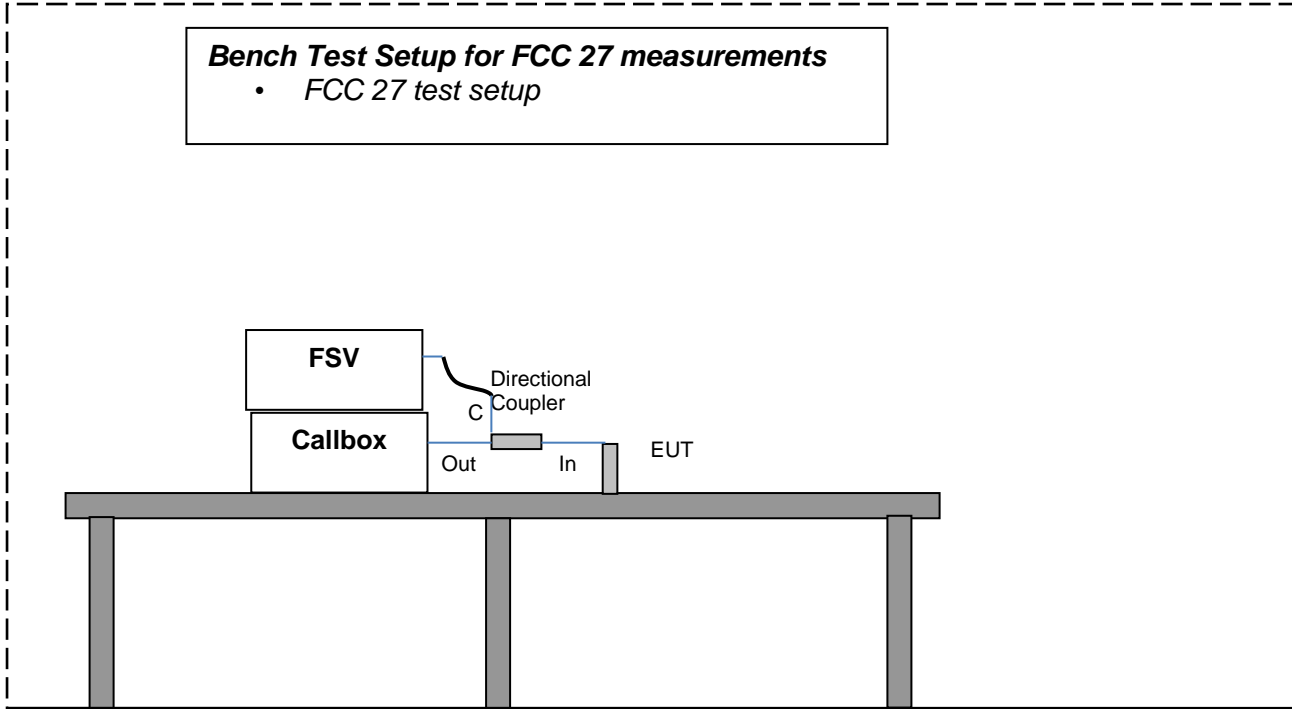 Bench Test Setup for FCC 27 measurements
• FCC 27 test setup
FSV
Directional
Coupler
C
Callbox
Out
In
EUT